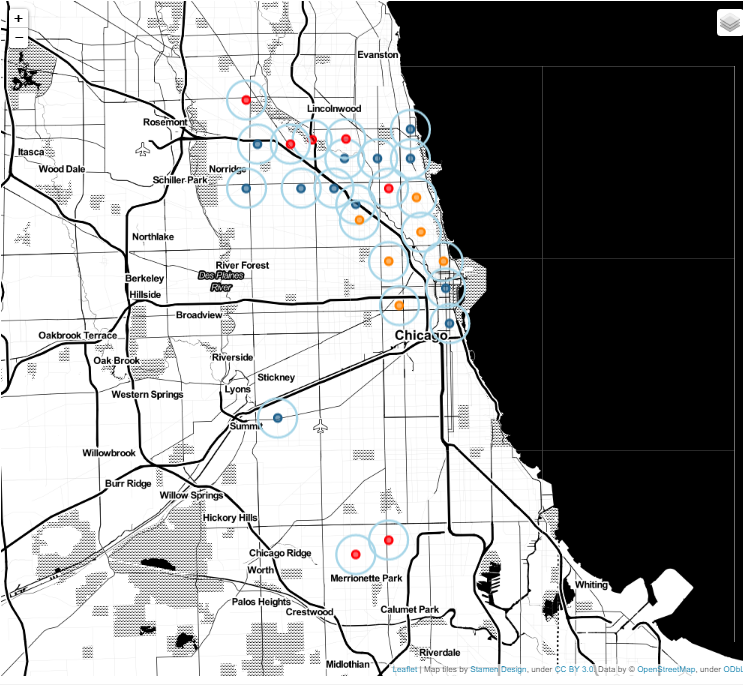 +
−
Evanston
Lincolnwood
Rosemont
Itasca
Wood Dale
Norridge
Schiller Park
Northlake
River Forest
Des Plaines
River
Berkeley
Hillside
Broadview
Chicago
Oakbrook Terrace
Oak Brook
Riverside
Stickney
Lyons
Western Springs
Summit
Willowbrook
Burr Ridge
Willow Springs
Hickory Hills
Chicago Ridge
Worth
Merrionette Park
Whiting
Palos Heights
Crestwood
Calumet Park
Riverdale
Midlothian
Leaflet | Map tiles by Stamen Design, under CC BY 3.0. Data by © OpenStreetMap, under ODbL